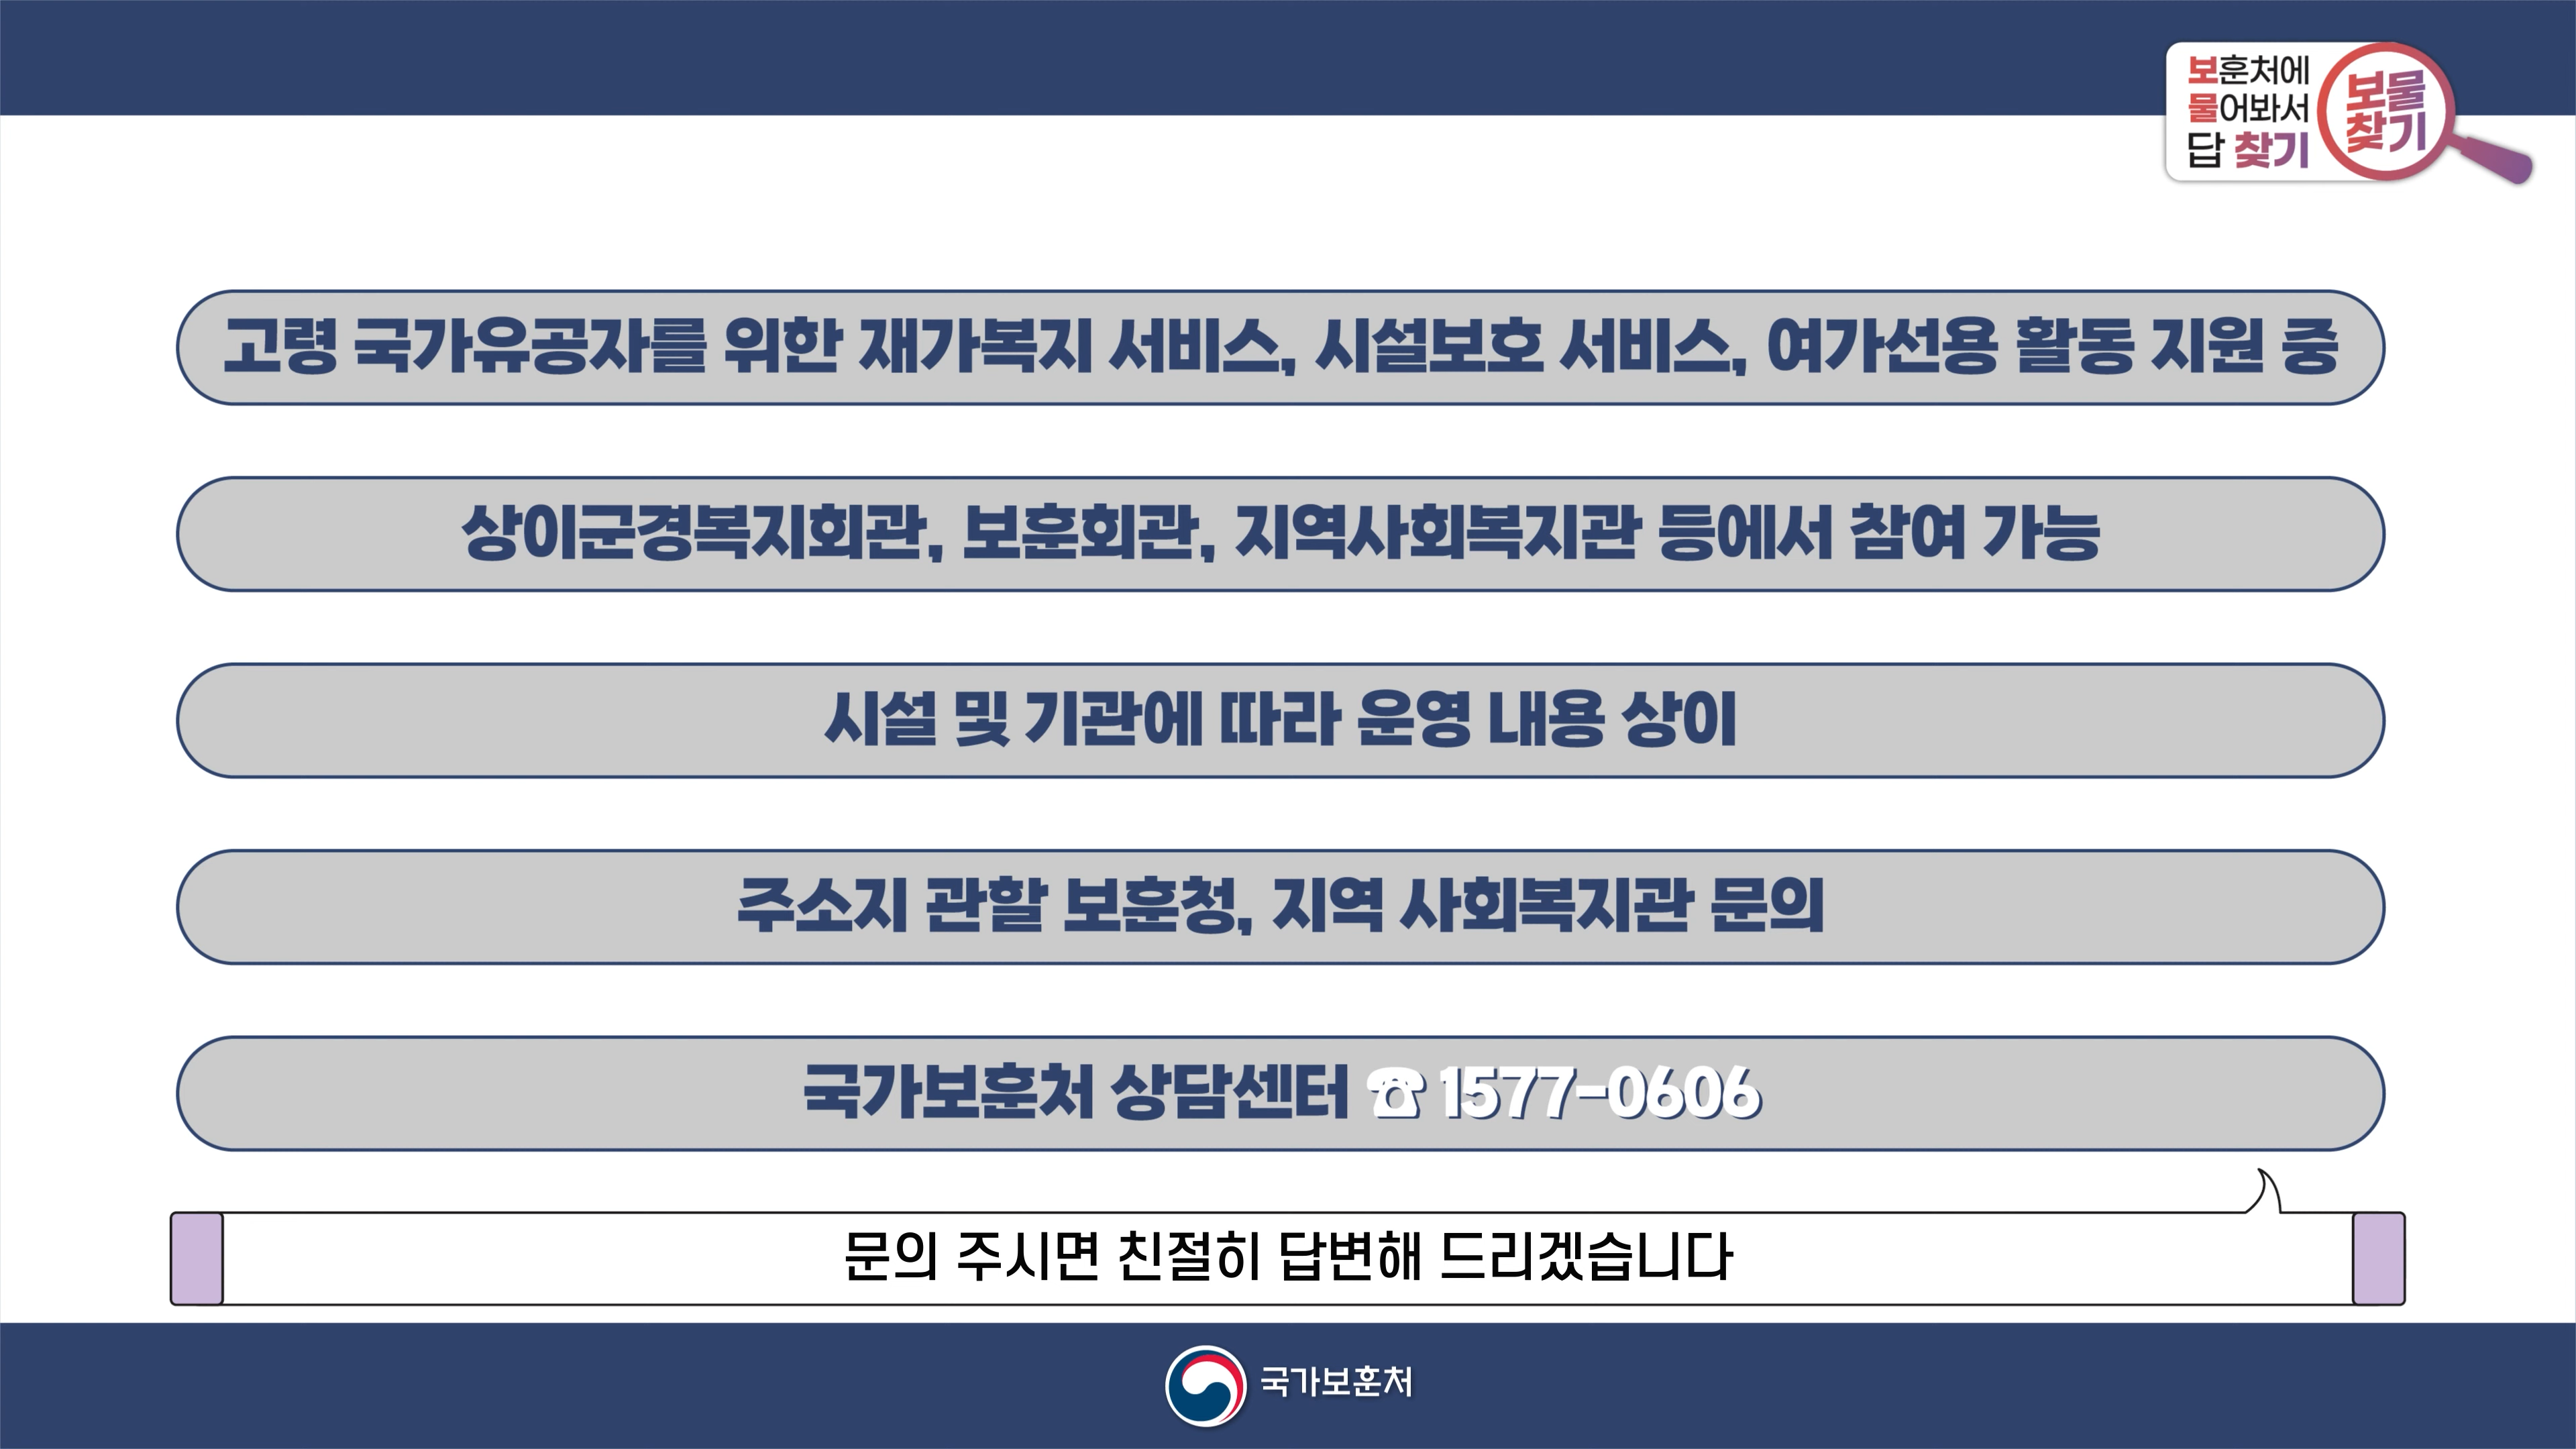 보훈처에
물어봐서
답 찾기
보물
찾기
고령 국가유공자를 위한 재가복지 서비스, 시설보호 서비스, 여가선용 활동 지원 중
상이군경복지회관, 보훈회관, 지역사회복지관 등에서 참여 가능
시설 및 기관에 따라 운영 내용 상이
주소지 관할 보훈청, 지역 사회복지관 문의
국가보훈처 상담센터 ☎ 1577-0606
문의 주시면 친절히 답변해 드리겠습니다
국가보훈처